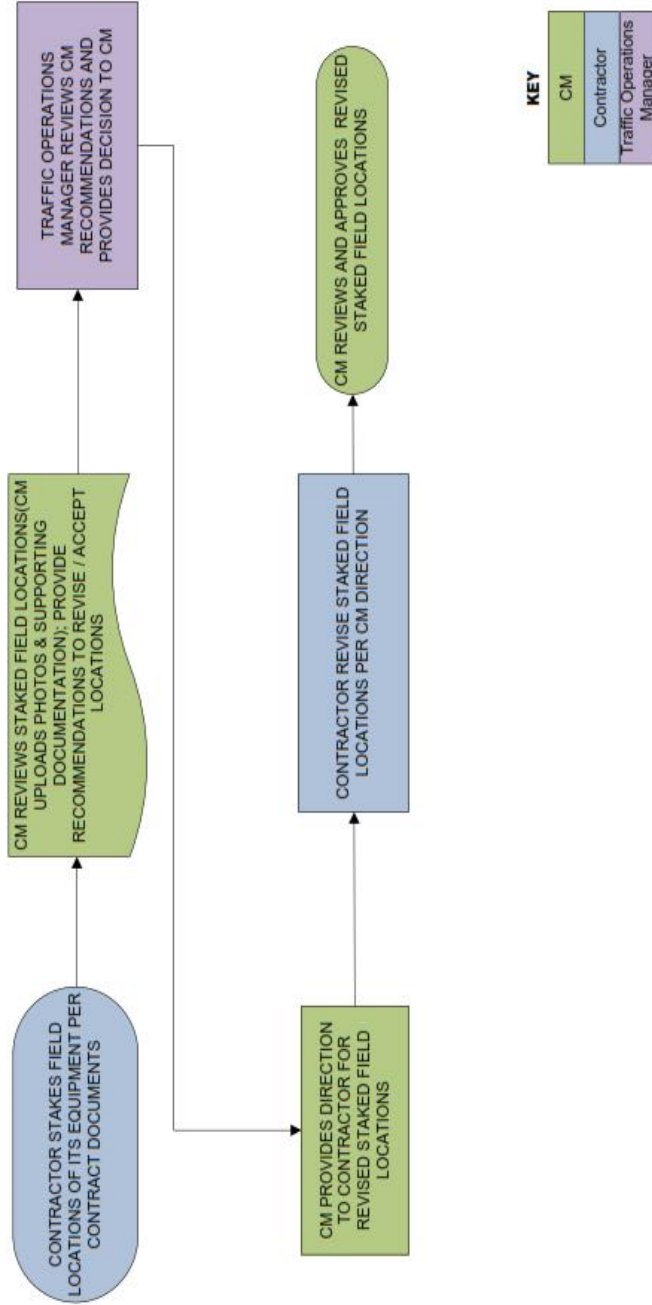 CONTRACTOR STAKES FIELD
LOCATIONS OF ITS EQUIPMENT PER
CONTRACT DOCUMENTS
CM REVIEWS STAKED FIELD LOCATIONS(CM
UPLOADS PHOTOS & SUPPORTING
DOCUMENTATION); PROVIDE
RECOMMENDATIONS TO REVISE / ACCEPT
LOCATIONS
TRAFFIC OPERATIONS
MANAGER REVIEWS CM
RECOMMENDATIONS AND
PROVIDES DECISION TO CM
CM PROVIDES DIRECTION
TO CONTRACTOR FOR
REVISED STAKED FIELD
LOCATIONS
CONTRACTOR REVISE STAKED FIELD
LOCATIONS PER CM DIRECTION
CM REVIEWS AND APPROVES REVISED
STAKED FIELD LOCATIONS
KEY
CM
Contractor
Traffic Operations
Manager